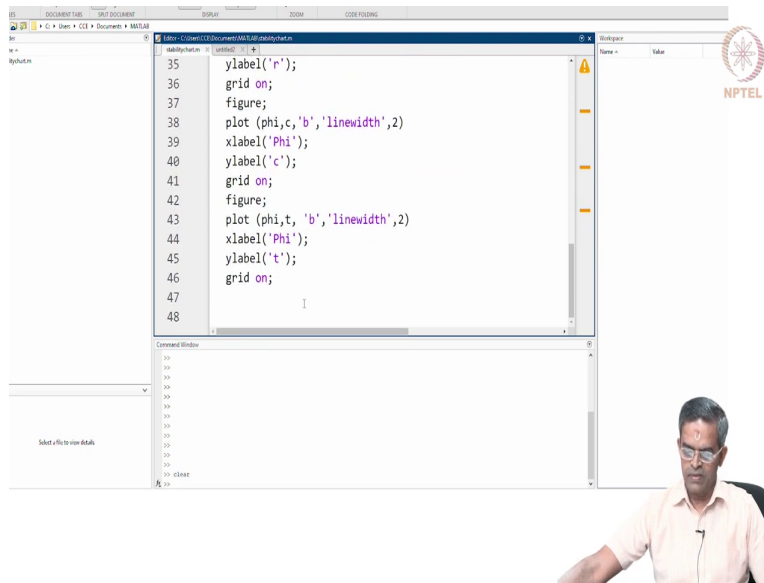 DOCUMENT TABS SPLIT DOCUMENT DISPLAY ZOOM CODE FOLDING
C: Users CCE Documents MATLAB
Editor - C:\Users\CCE\Documents\MATLAB\stabilitychart.m
Workspace
stabilitychart.m untitled2
Name Value
35 ylabel('r');
36 grid on;
37 figure;
38 plot (phi,c,'b','linewidth',2)
39 xlabel('Phi');
40 ylabel('c');
41 grid on;
42 figure;
43 plot (phi,t, 'b','linewidth',2)
44 xlabel('Phi');
45 ylabel('t');
46 grid on;
47
48
NPTEL
Command Window
>>
>>
>>
>>
>>
>>
>>
>>
>>
>>
>>
>>
>> clear
>>
Select a file to view details